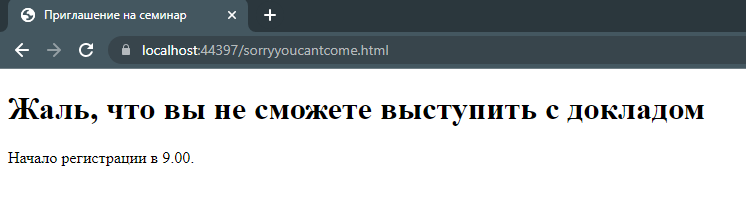 Приглашение на семинар
localhost:44397/sorryyoucantcome.html
Жаль, что вы не сможете выступить с докладом
Начало регистрации в 9.00.